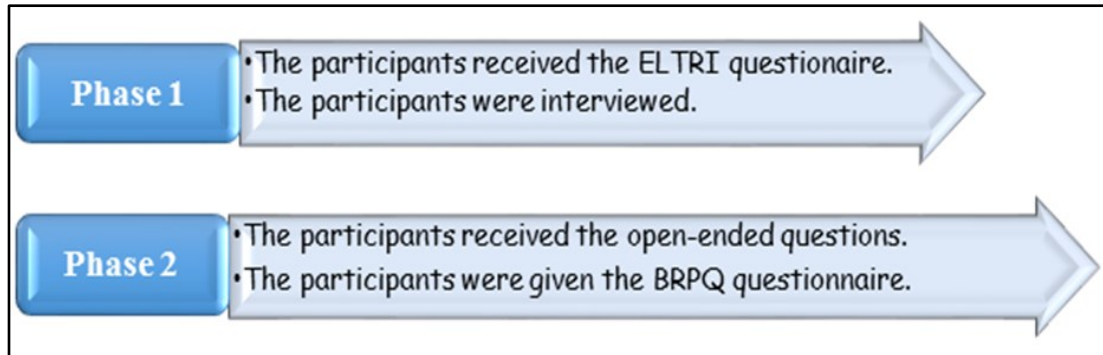 Phase 1
•The participants received the ELTRI questionaire.
•The participants were interviewed.
Phase 2
•The participants received the open-ended questions.
•The participants were given the BRPQ questionnaire.